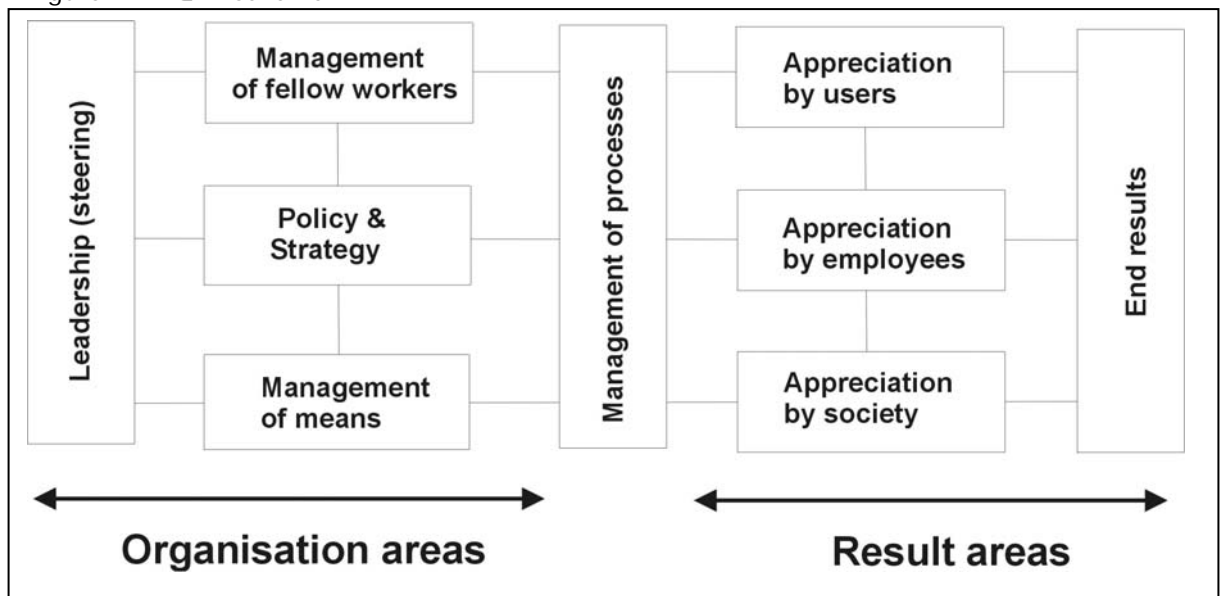 Leadership (steering)
Management
of fellow workers
Policy &
Strategy
Management
of means
Management of processes
Appreciation
by users
Appreciation
by employees
Appreciation
by society
End results
Organisation areas
Result areas